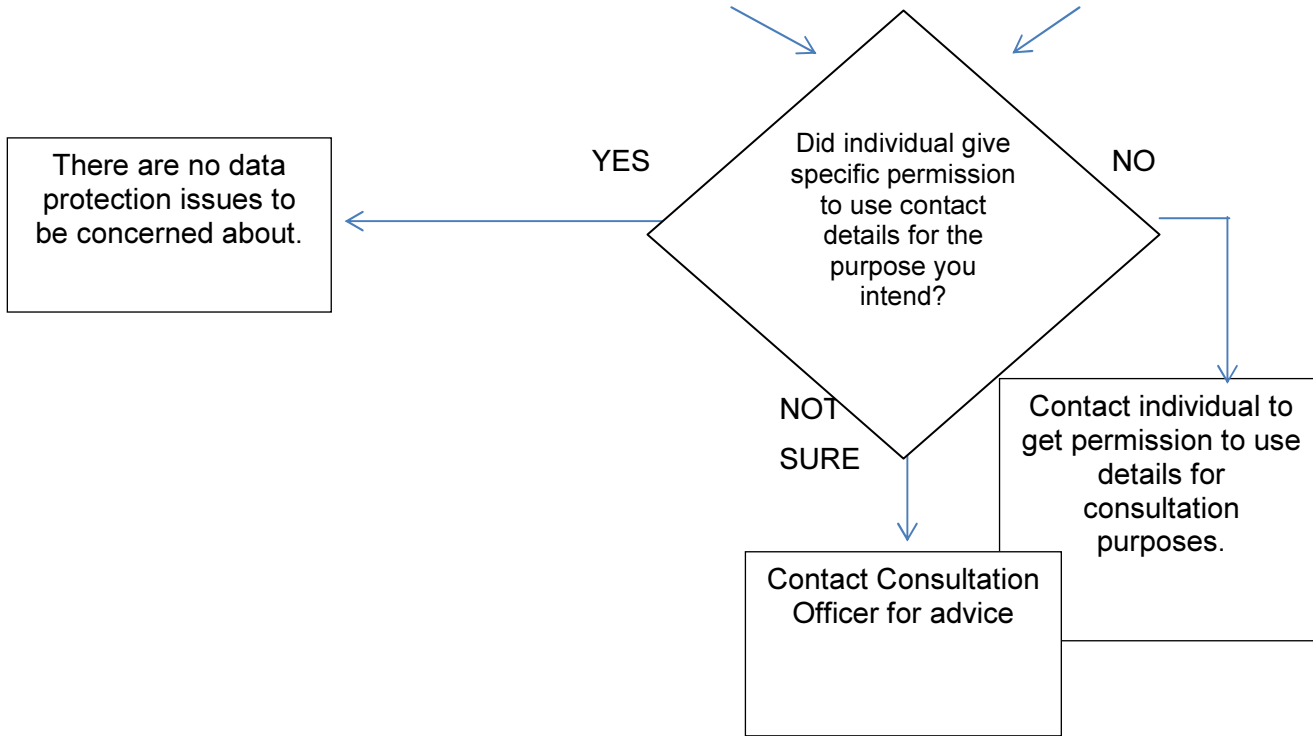 There are no data
protection issues to
be concerned about.
YES
Did individual give
specific permission
to use contact
details for the
purpose you
intend?
NO
NOT
SURE
Contact individual to
get permission to use
details for
consultation
purposes.
Contact Consultation
Officer for advice